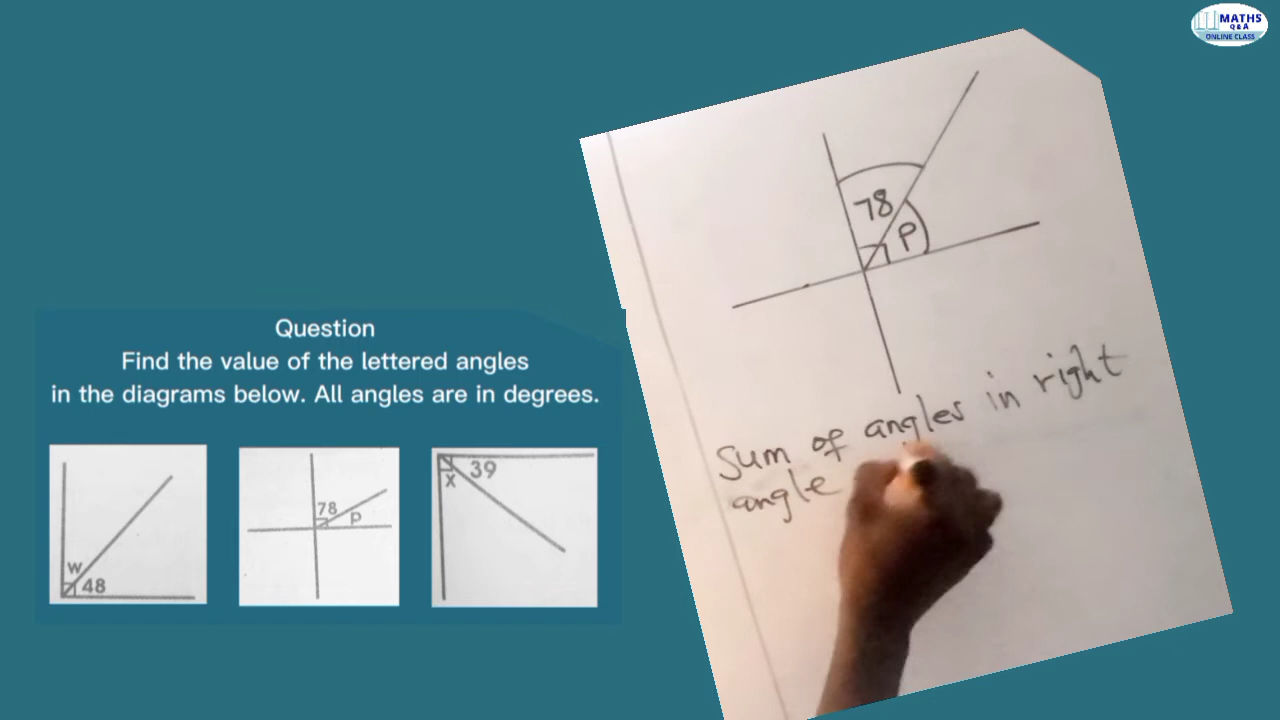 MATHS
Q & A
ONLINE CLASS
Question
Find the value of the lettered angles
in the diagrams below. All angles are in degrees.
w
48
78
p
x
39
78
P
Sum of angles in right
angle